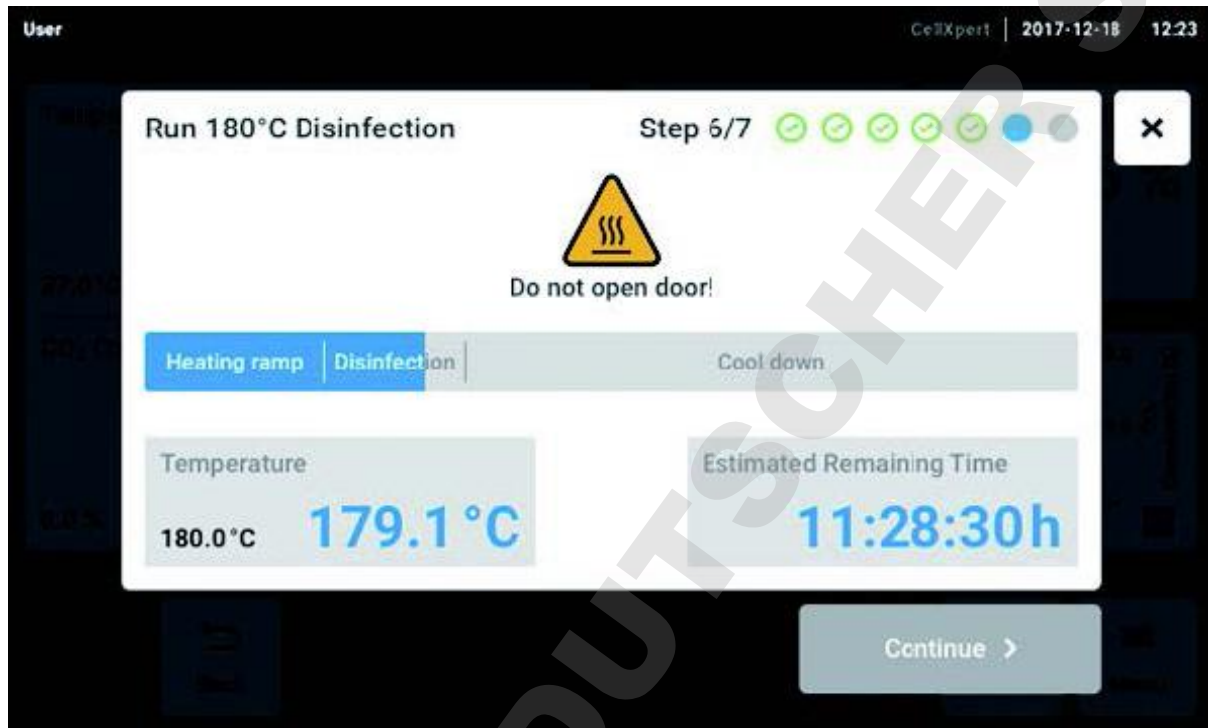 User
CellXpert | 2017-12-18 12:23
Run 180°C Disinfection
Step 6/7
Do not open door!
Heating ramp | Disinfection | Cool down
Temperature
180.0°C 179.1°C
Estimated Remaining Time
11:28:30h
Continue >
DUTSCHER S